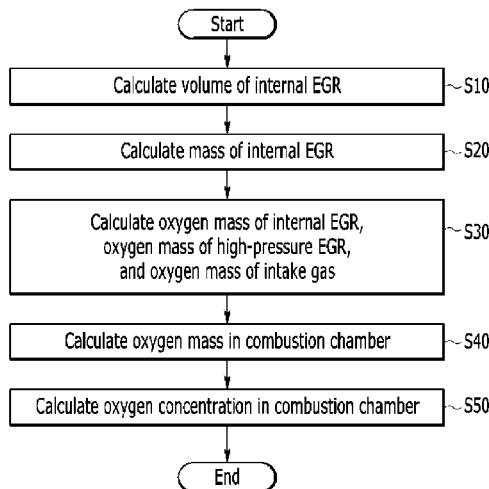 Start
Calculate volume of internal EGR
S10
Calculate mass of internal EGR
S20
Calculate oxygen mass of internal EGR,
oxygen mass of high-pressure EGR,
and oxygen mass of intake gas
S30
Calculate oxygen mass in combustion chamber
S40
Calculate oxygen concentration in combustion chamber
S50
End